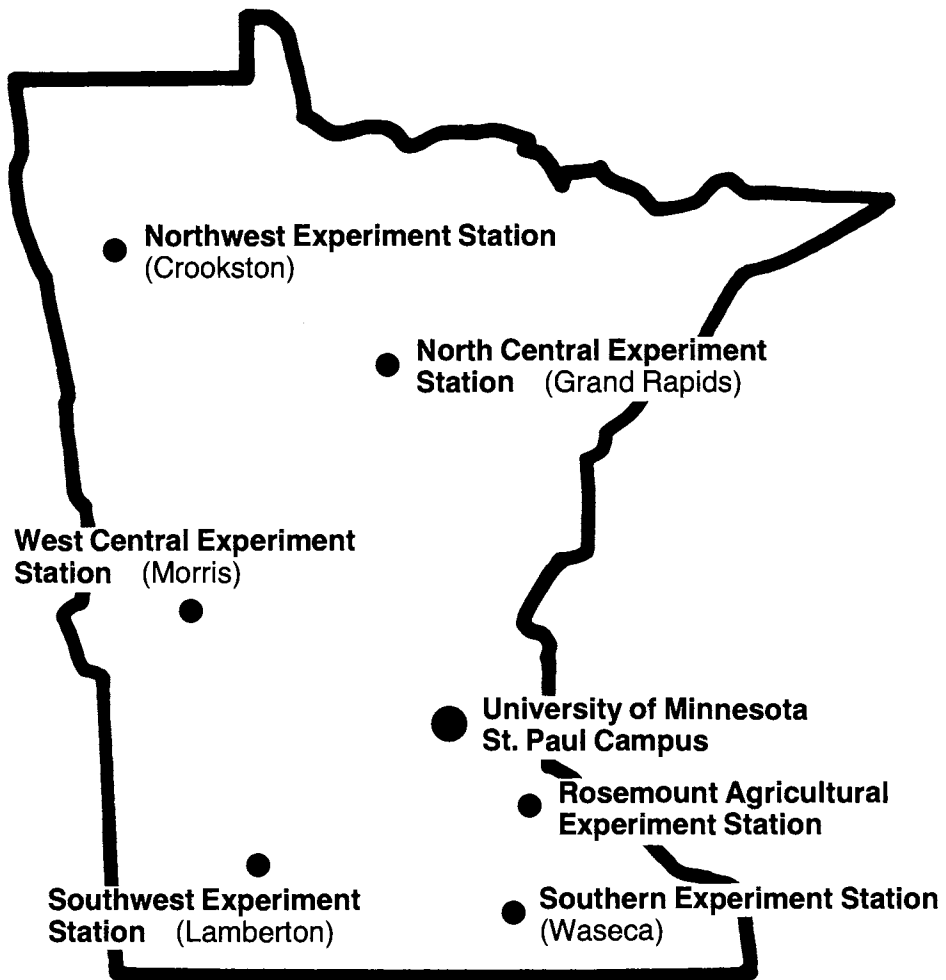 Northwest Experiment Station
(Crookston)
North Central Experiment
Station (Grand Rapids)
West Central Experiment
Station (Morris)
University of Minnesota
St. Paul Campus
Rosemount Agricultural
Experiment Station
Southwest Experiment
Station (Lamberton)
Southern Experiment Station
(Waseca)